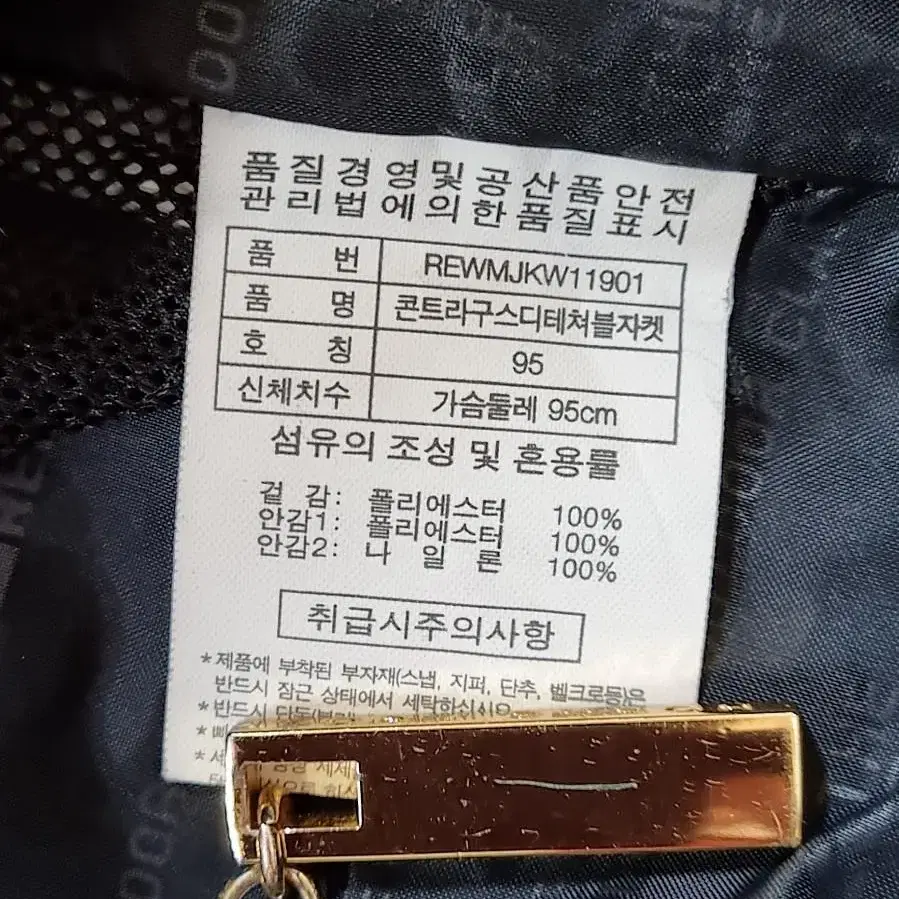 품질경영및공산품안전
관리법에의한품질표시
품 번 REWMJKW11901
품 명 콘트라구스디테쳐블자켓
호 칭 95
신체치수 가슴둘레 95cm
섬유의 조성 및 혼용률
겉 감: 폴리에스터 100%
안감1: 폴리에스터 100%
안감2: 나 일 론 100%
취급시주의사항
*제품에 부착된 부자재(스냅, 지퍼, 단추, 벨크로등)은
반드시 잠근 상태에서 세탁하십시오
*반드시